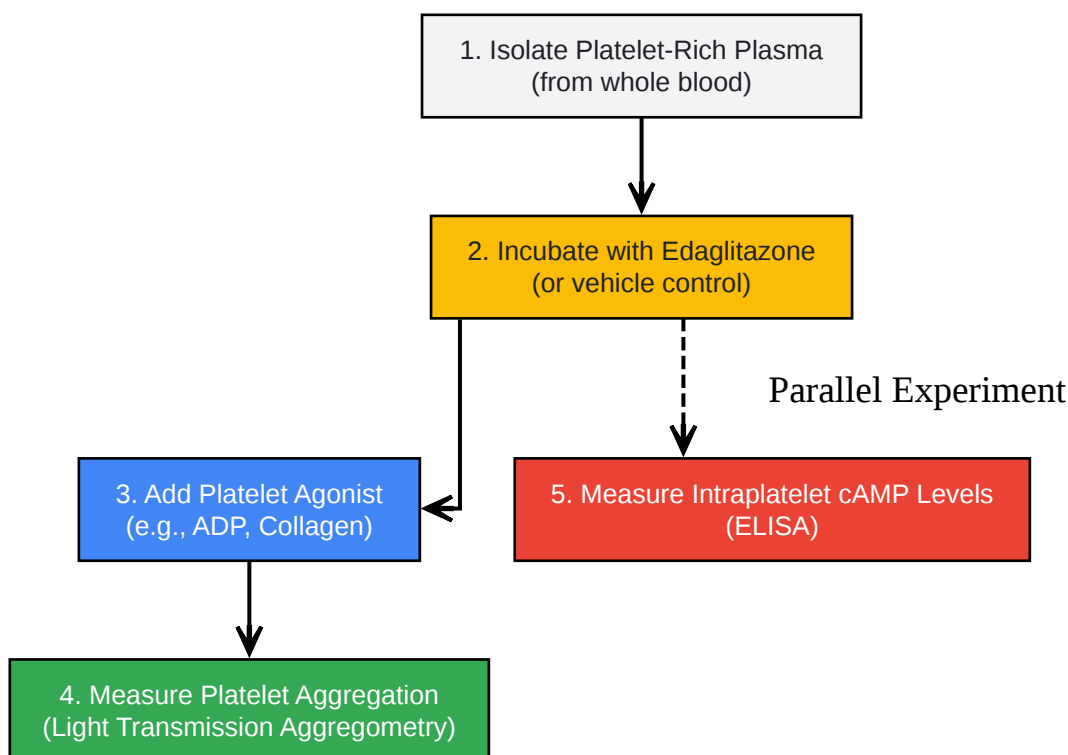 1. Isolate Platelet-Rich Plasma
(from whole blood)
2. Incubate with Edaglitazone
(or vehicle control)
Parallel Experiment
3. Add Platelet Agonist
(e.g., ADP, Collagen)
5. Measure Intraplatelet cAMP Levels
(ELISA)
4. Measure Platelet Aggregation
(Light Transmission Aggregometry)